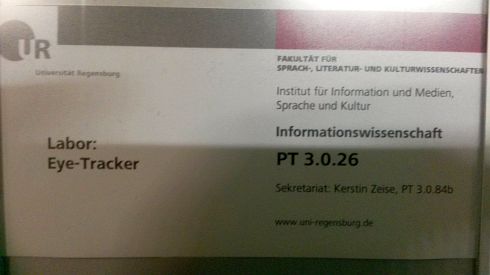 UR
Universität Regensburg
FAKULTÄT FÜR
SPRACH-, LITERATUR- UND KULTURWISSENSCHAFTEN
Institut für Information und Medien,
Sprache und Kultur
Informationswissenschaft
Labor:
Eye-Tracker
PT 3.0.26
Sekretariat: Kerstin Zeise, PT 3.0.84b
www.uni-regensburg.de